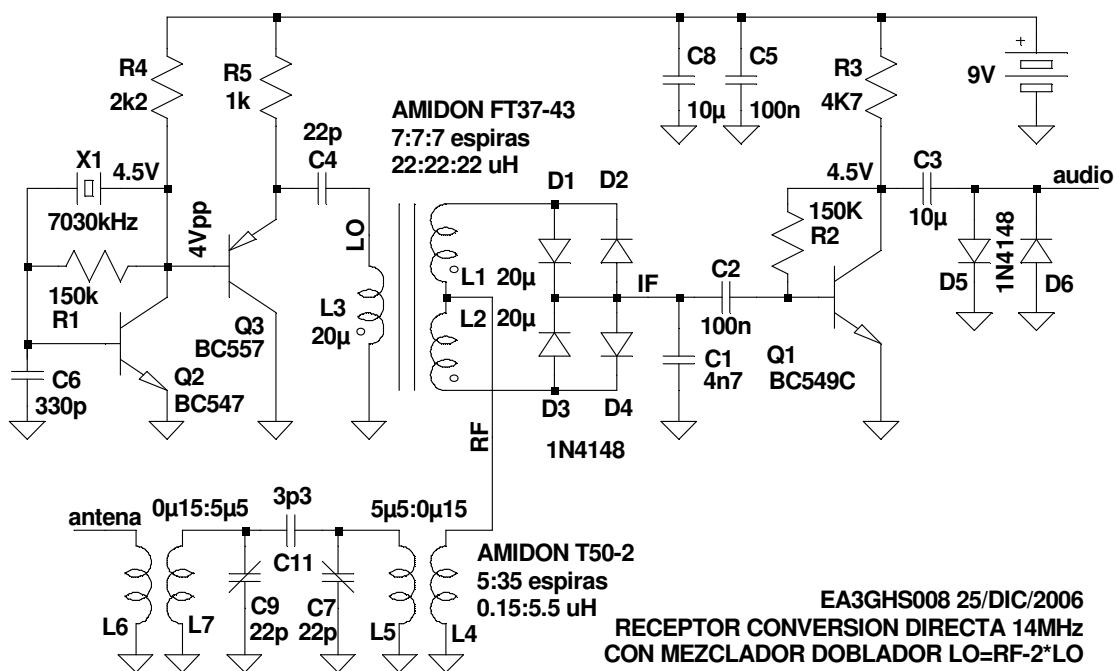 R4
2k2
R5
1k
C8
10µ
C5
100n
R3
4K7
+
9V
AMIDON FT37-43
7:7:7 espiras
22:22:22 uH
22p
C4
X1
4.5V
7030kHz
4Vpp
150k
R1
LO
L3
20µ
D1
D2
L1 20µ
L2 20µ
IF
C2
100n
150K
R2
4.5V
C3
10µ
audio
D5
1N4148
D6
Q3
BC557
Q2
BC547
C6
330p
C1
4n7
Q1
BC549C
D3
D4
1N4148
RF
antena
0µ15:5µ5
3p3
C11
5µ5:0µ15
AMIDON T50-2
5:35 espiras
0.15:5.5 uH
C9
22p
C7
22p
L6
L7
L5
L4
EA3GHS008 25/DIC/2006
RECEPTOR CONVERSION DIRECTA 14MHz
CON MEZCLADOR DOBLADOR LO=RF-2*LO